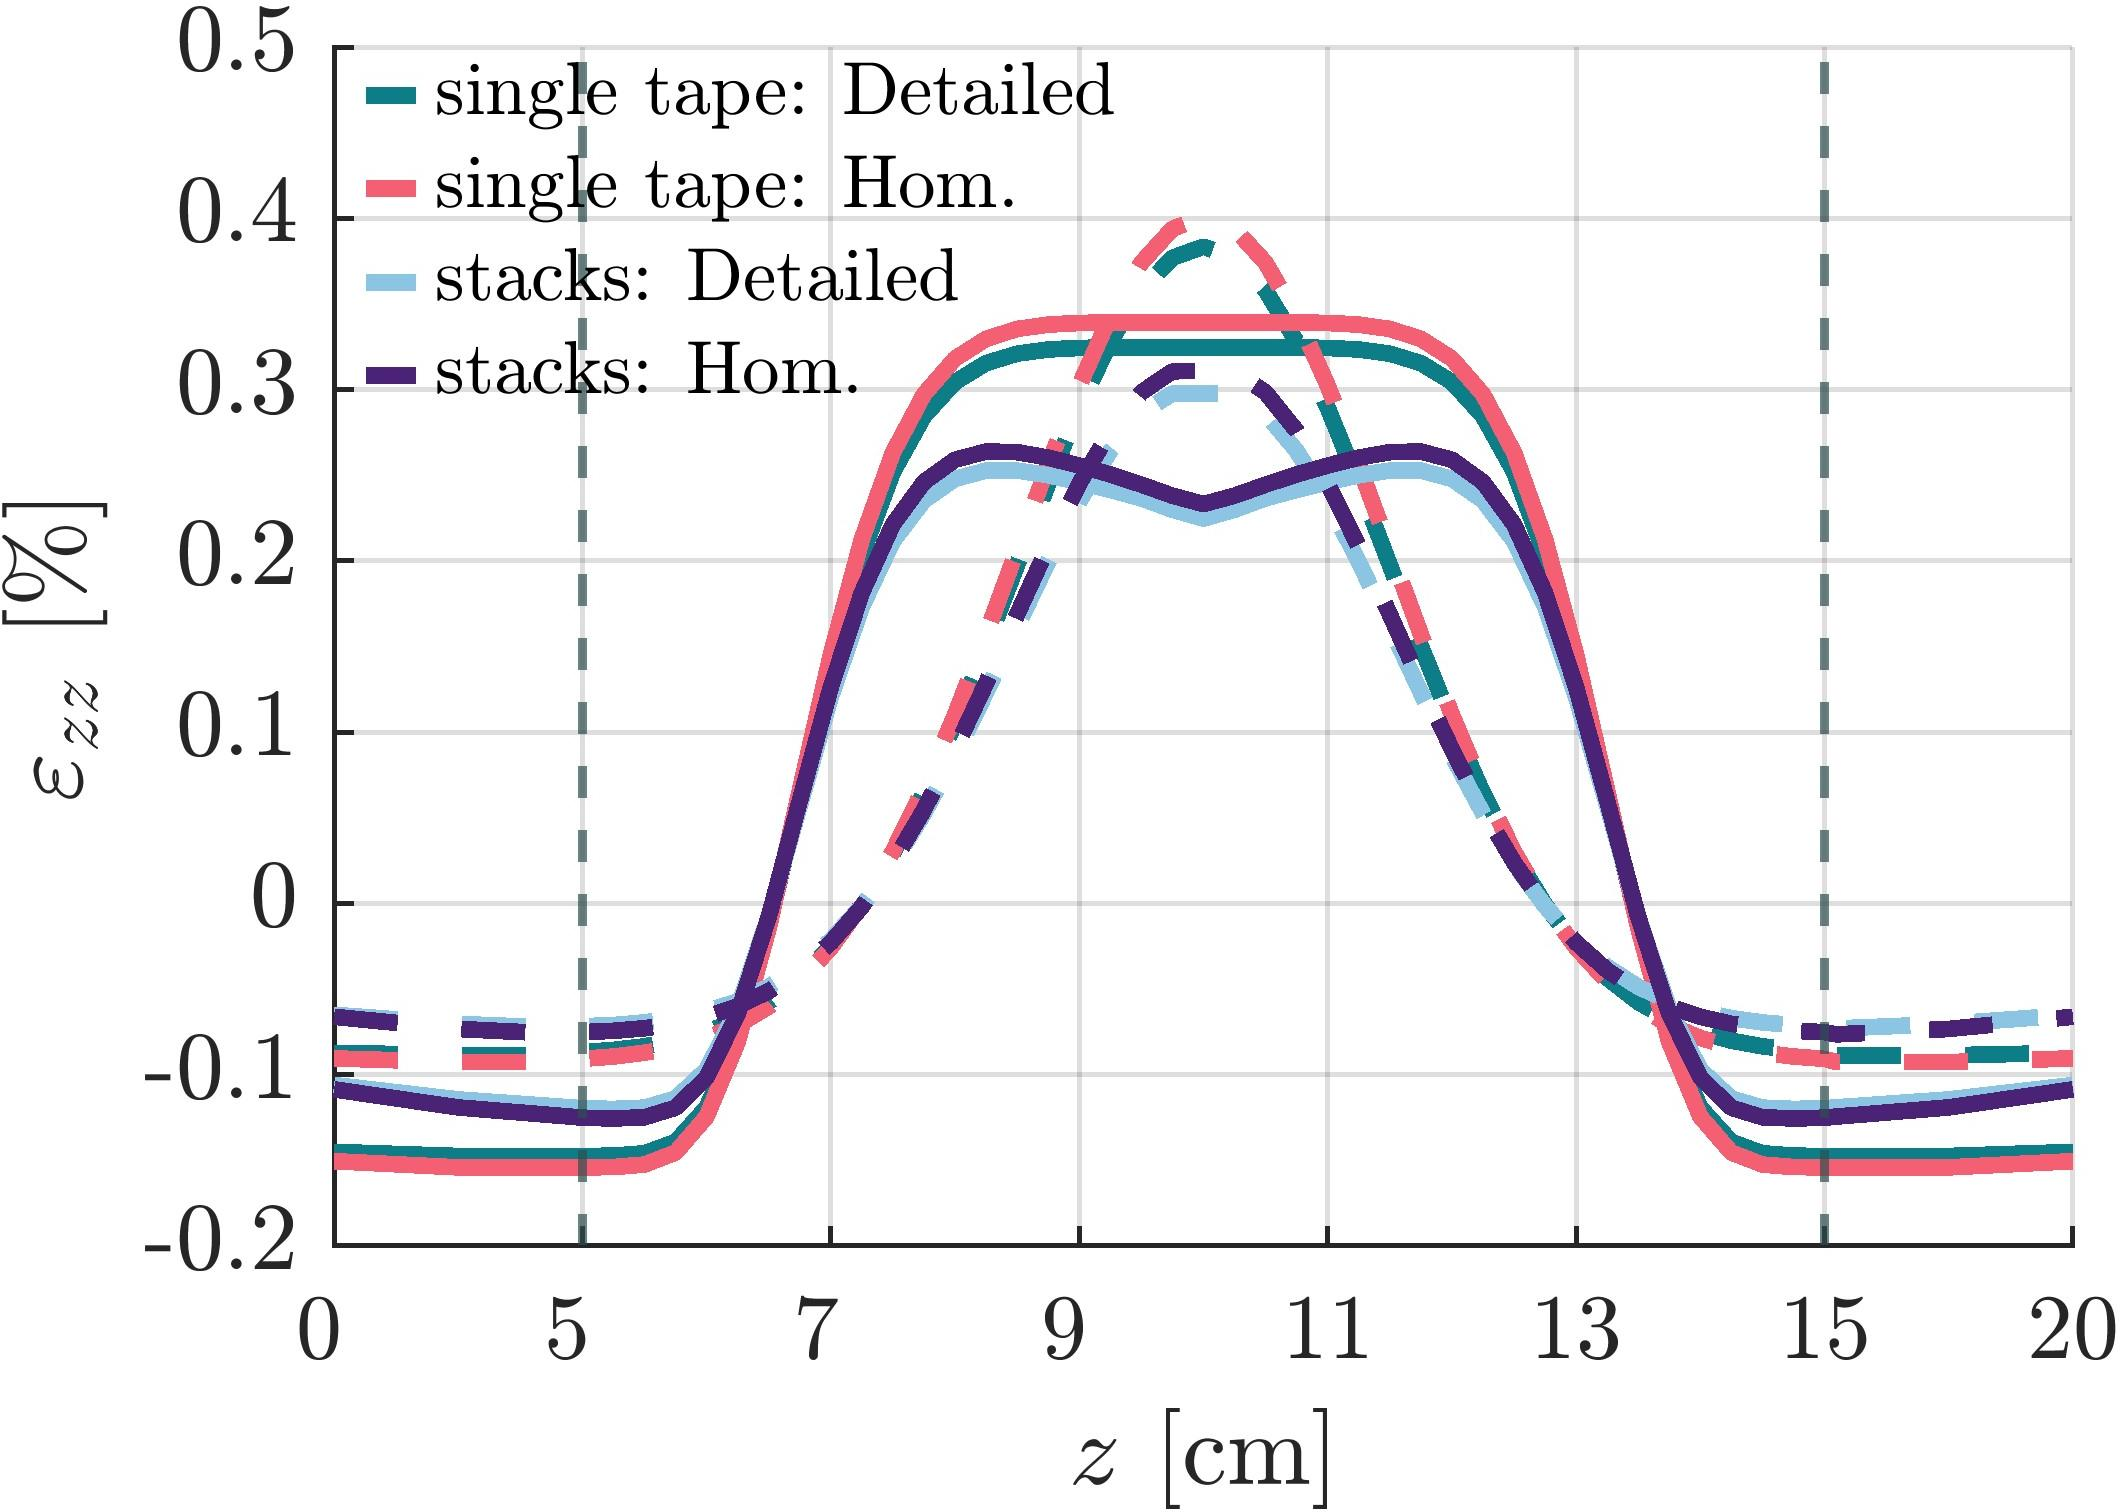 0.5
0.4
0.3
0.2
0.1
0
-0.1
-0.2
ε_zz [%]
single tape: Detailed
single tape: Hom.
stacks: Detailed
stacks: Hom.
0 5 7 9 11 13 15 20
z [cm]